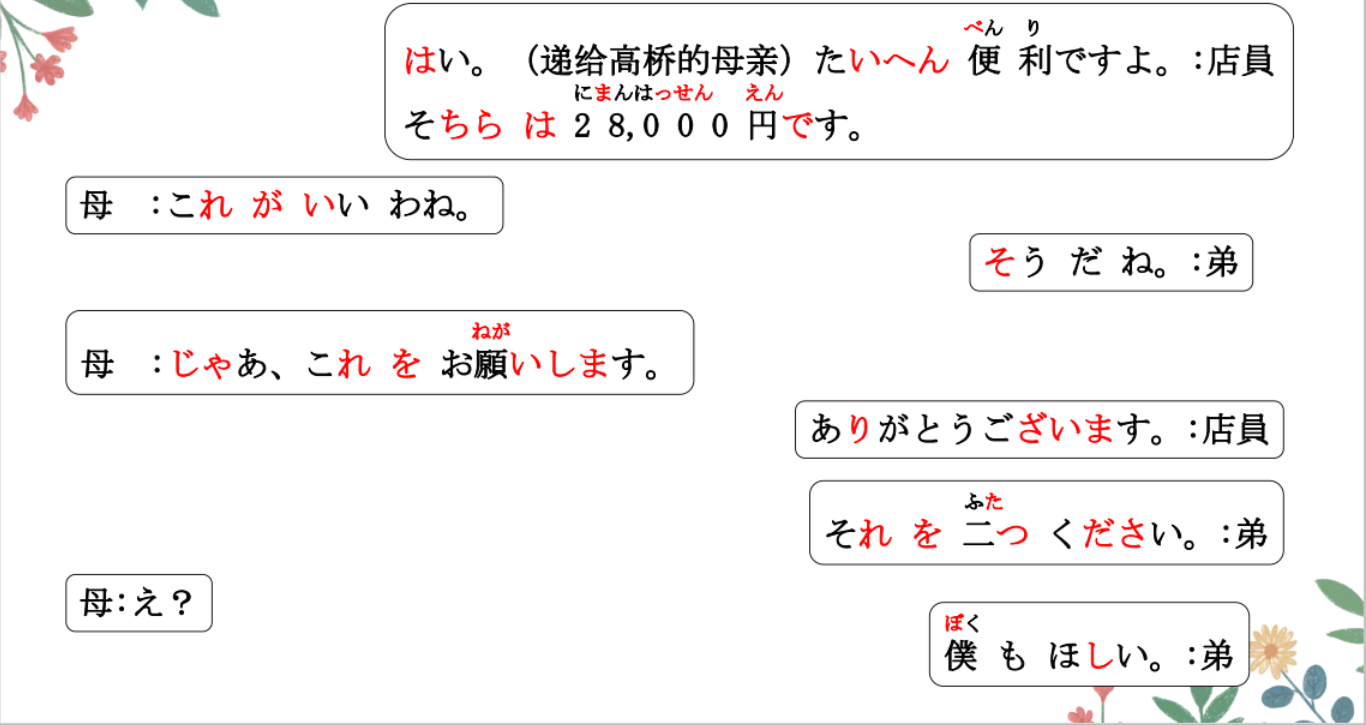 べん り
はい。（递给高桥的母亲）たいへん 便 利ですよ。:店員
にまんはっせん えん
そちら は 2 8,0 0 0 円です。
母 :これ が いい わね。
そう だ ね。:弟
ねが
母 :じゃあ、これ を お願いします。
ありがとうございます。:店員
ふた
それ を 二つ ください。:弟
母:え？
ぼく
僕 も ほしい。:弟